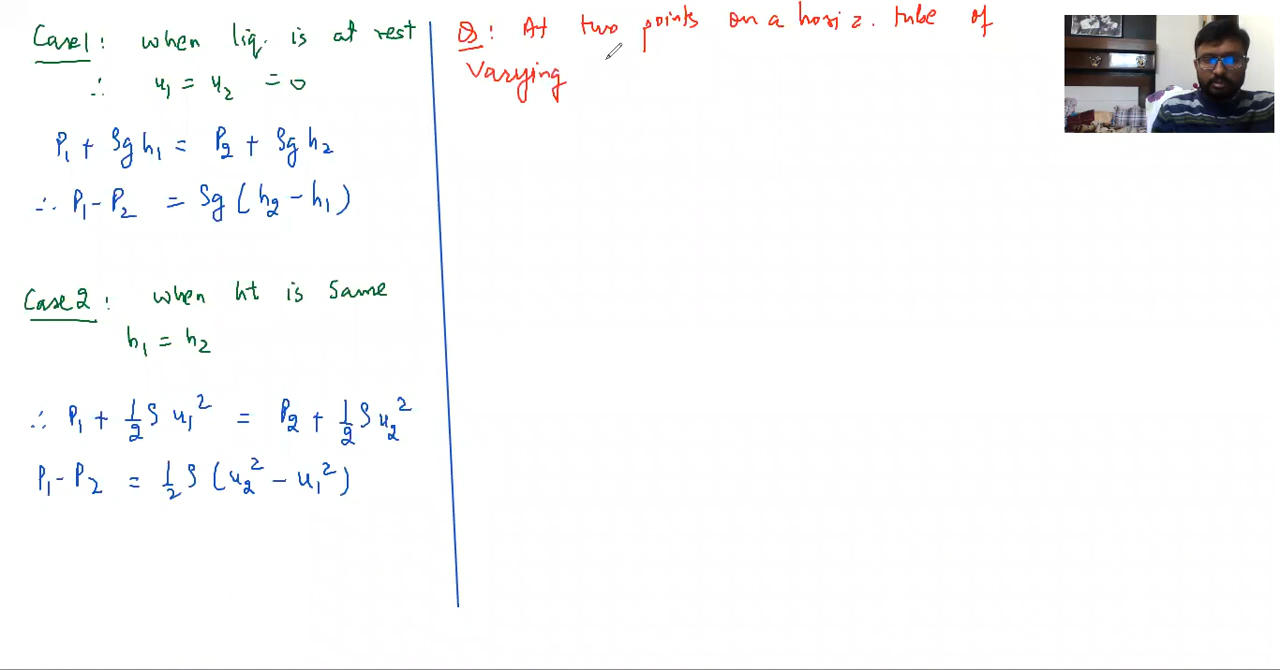 Case1: when liq. is at rest
∴ u₁ = u₂ = 0
P₁ + ρgh₁ = P₂ + ρgh₂
∴ P₁ - P₂ = ρg(h₂ - h₁)
Case2: when ht is same
h₁ = h₂
∴ P₁ + 1/2 ρu₁² = P₂ + 1/2 ρu₂²
P₁ - P₂ = 1/2 ρ(u₂² - u₁²)
Q: At two points on a horiz. tube of
Varying